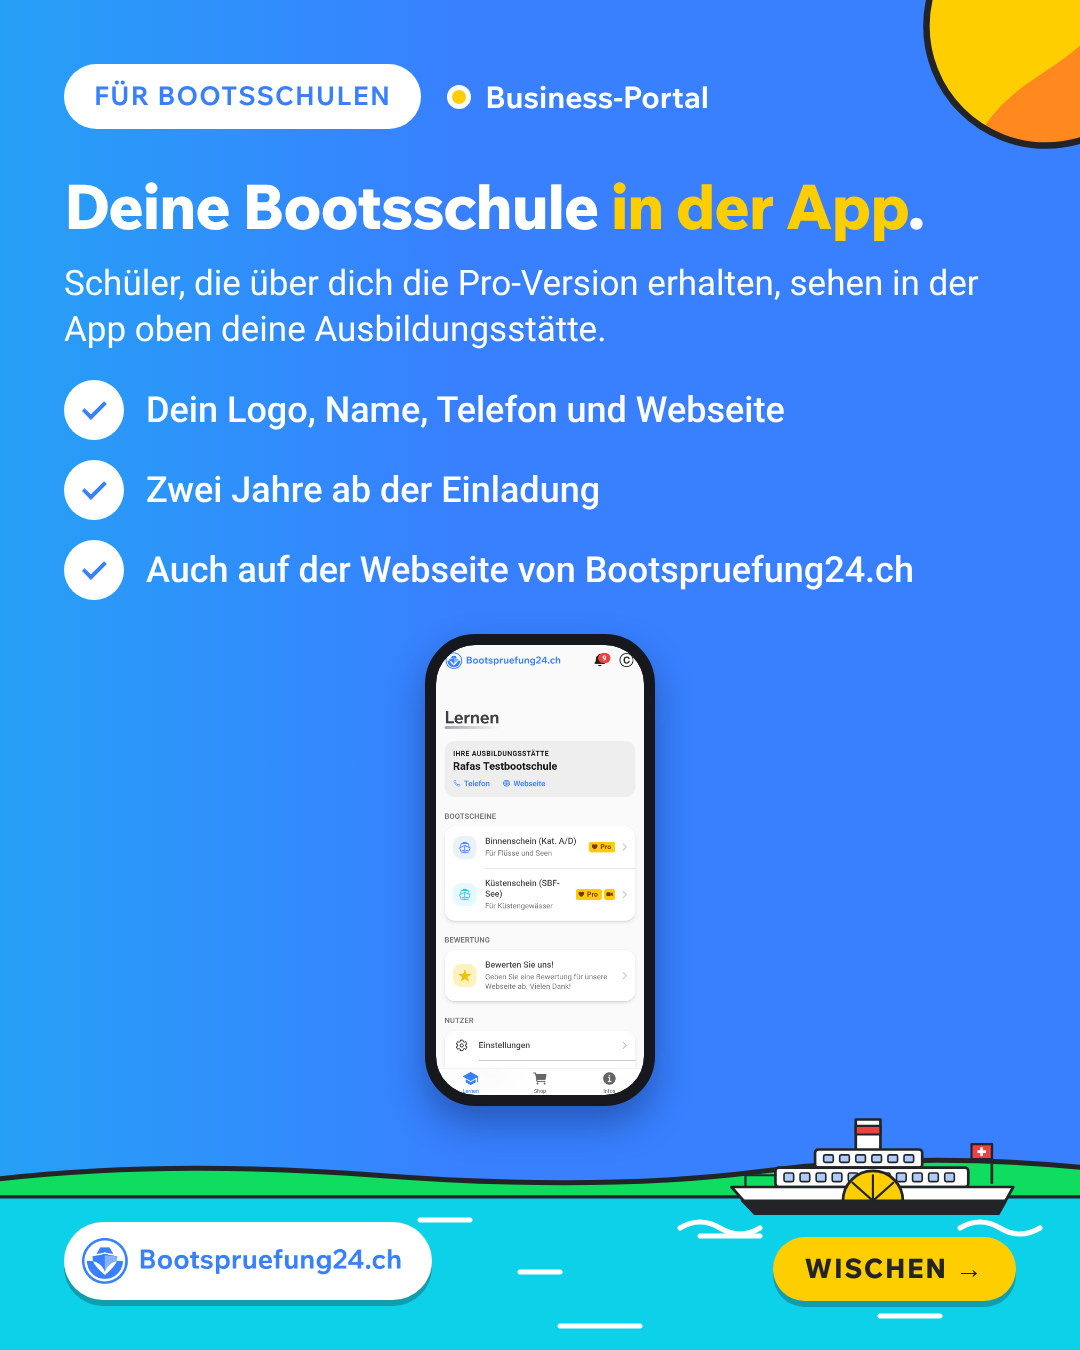 FÜR BOOTSSCHULEN
Business-Portal
Deine Bootsschule in der App.
Schüler, die über dich die Pro-Version erhalten, sehen in der
App oben deine Ausbildungsstätte.
Dein Logo, Name, Telefon und Webseite
Zwei Jahre ab der Einladung
Auch auf der Webseite von Bootspruefung24.ch
Bootspruefung24.ch
9
C
Lernen
IHRE AUSBILDUNGSSTÄTTE
Rafas Testbootschule
Telefon
Webseite
BOOTSCHEINE
Binnenschein (Kat. A/D)
Für Flüsse und Seen
Pro
Küstenschein (SBF-
See)
Für Küstengewässer
Pro
BEWERTUNG
Bewerten Sie uns!
Geben Sie eine Bewertung für unsere
Webseite ab. Vielen Dank!
NUTZER
Einstellungen
Lernen
Shop
Infos
Bootspruefung24.ch
WISCHEN →